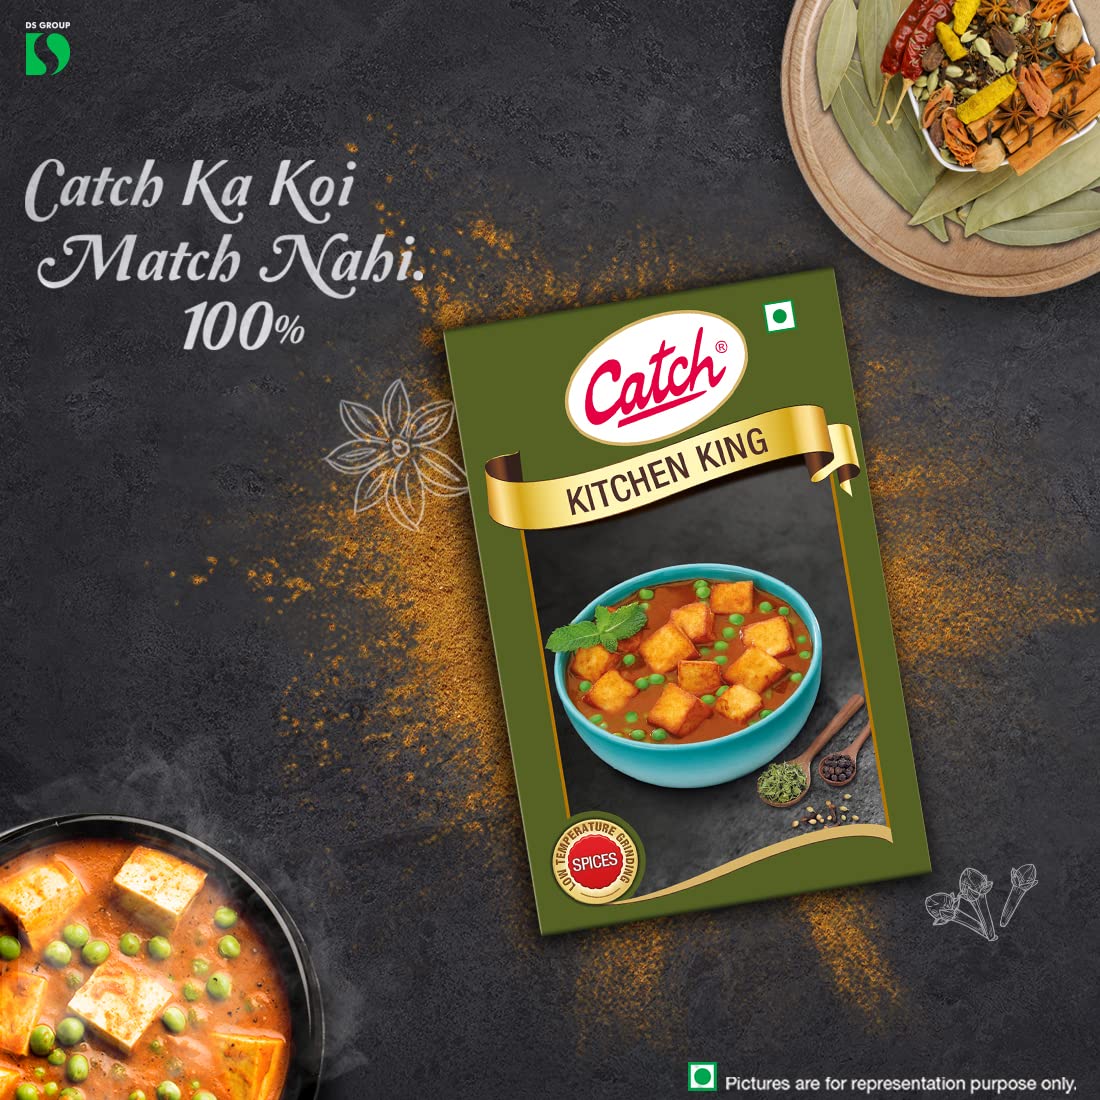 DS GROUP
Catch Ka Koi
Match Nahi.
100%
Catch®
KITCHEN KING
LOW TEMPERATURE GRINDING
SPICES
Pictures are for representation purpose only.